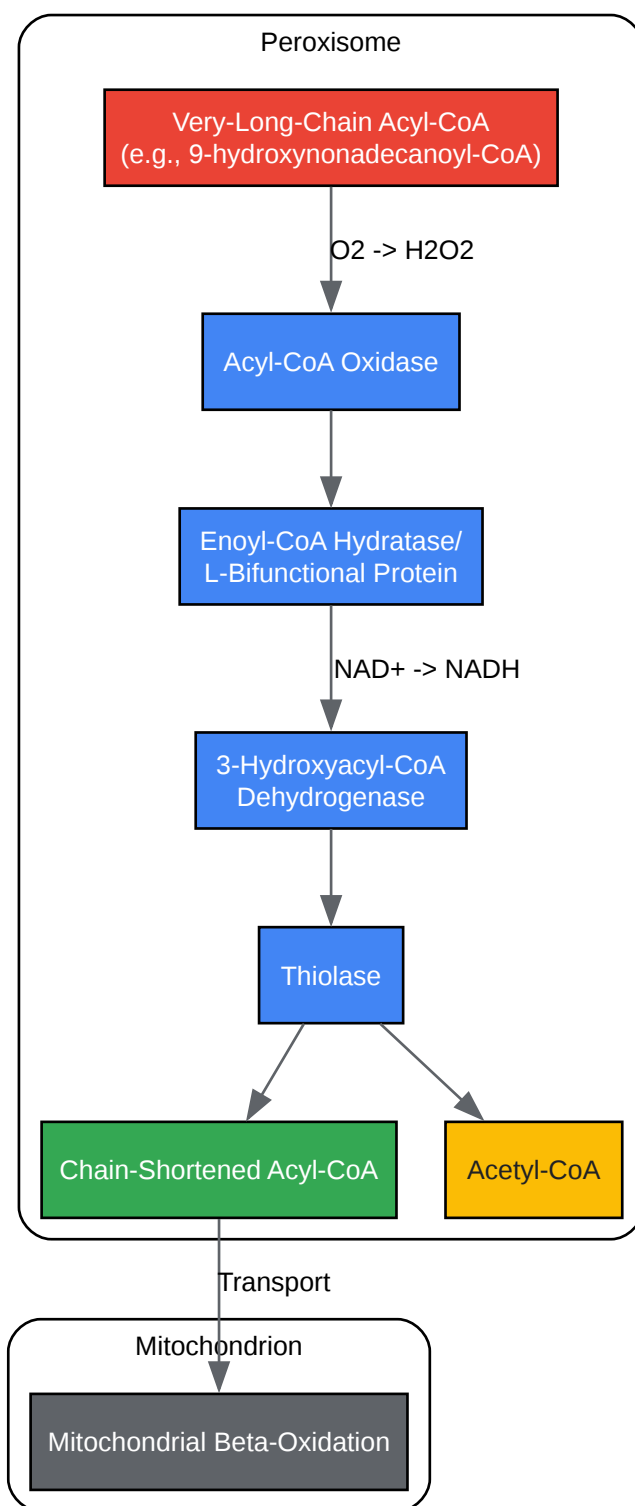 Peroxisome
Very-Long-Chain Acyl-CoA
(e.g., 9-hydroxynonadecanoyl-CoA)
O2 -> H2O2
Acyl-CoA Oxidase
Enoyl-CoA Hydratase/
L-Bifunctional Protein
NAD+ -> NADH
3-Hydroxyacyl-CoA
Dehydrogenase
Thiolase
Chain-Shortened Acyl-CoA
Acetyl-CoA
Transport
Mitochondrion
Mitochondrial Beta-Oxidation